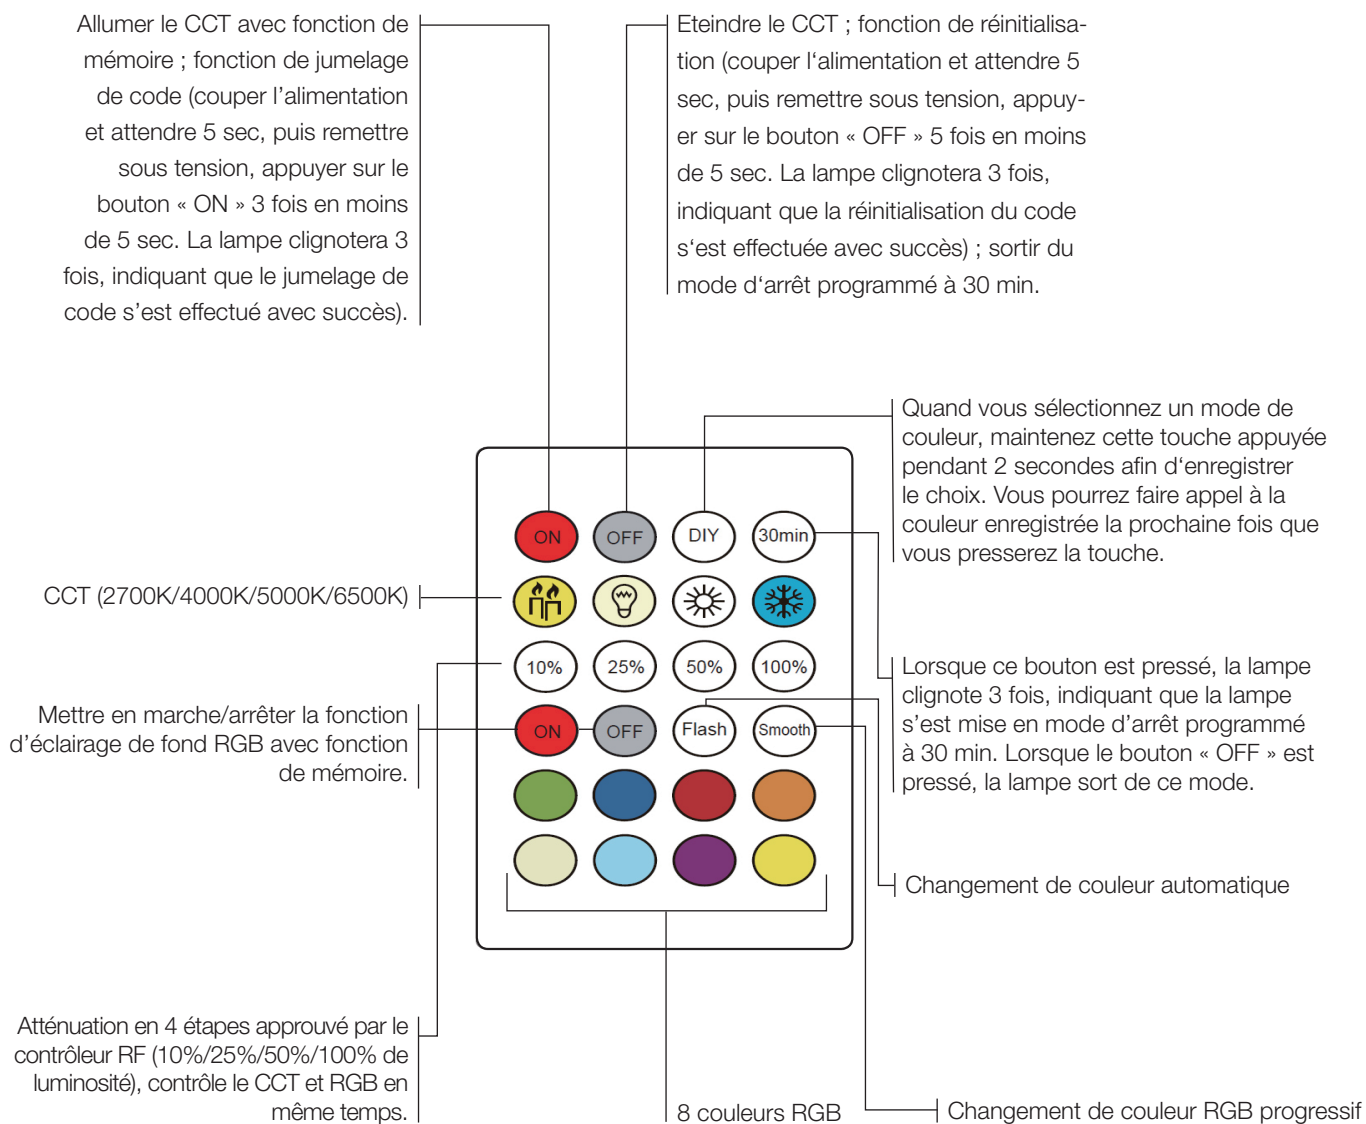 Allumer le CCT avec fonction de
mémoire ; fonction de jumelage
de code (couper l’alimentation
et attendre 5 sec, puis remettre
sous tension, appuyer sur le
bouton « ON » 3 fois en moins
de 5 sec. La lampe clignotera 3
fois, indiquant que le jumelage de
code s’est effectué avec succès).
Eteindre le CCT ; fonction de réinitialisa-
tion (couper l‘alimentation et attendre 5
sec, puis remettre sous tension, appuy-
er sur le bouton « OFF » 5 fois en moins
de 5 sec. La lampe clignotera 3 fois,
indiquant que la réinitialisation du code
s‘est effectuée avec succès) ; sortir du
mode d‘arrêt programmé à 30 min.
Quand vous sélectionnez un mode de
couleur, maintenez cette touche appuyée
pendant 2 secondes afin d‘enregistrer
le choix. Vous pourrez faire appel à la
couleur enregistrée la prochaine fois que
vous presserez la touche.
ON OFF DIY 30min
CCT (2700K/4000K/5000K/6500K)
10% 25% 50% 100%
Lorsque ce bouton est pressé, la lampe
clignote 3 fois, indiquant que la lampe
s’est mise en mode d’arrêt programmé
à 30 min. Lorsque le bouton « OFF » est
pressé, la lampe sort de ce mode.
Mettre en marche/arrêter la fonction
d’éclairage de fond RGB avec fonction
de mémoire.
ON OFF Flash Smooth
Changement de couleur automatique
Atténuation en 4 étapes approuvé par le
contrôleur RF (10%/25%/50%/100% de
luminosité), contrôle le CCT et RGB en
même temps.
8 couleurs RGB
Changement de couleur RGB progressif